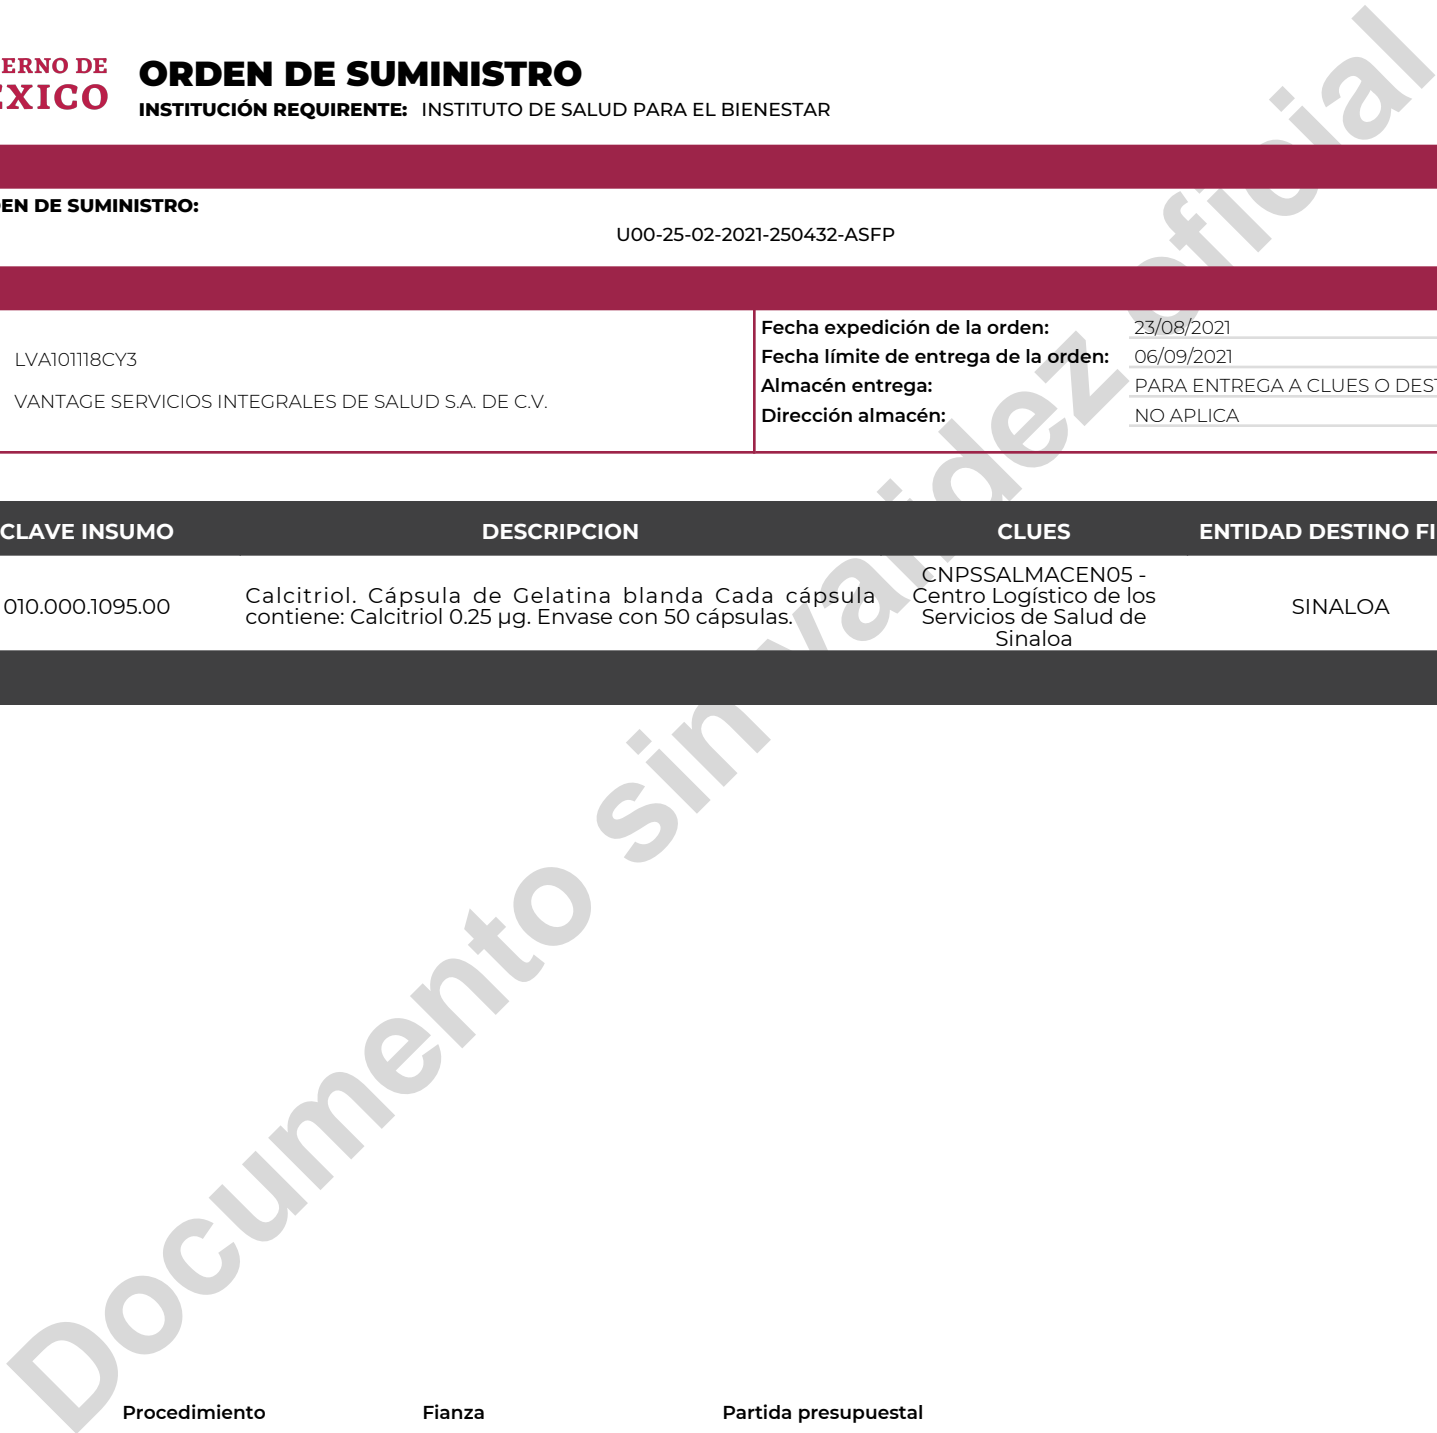 ERNO DE
ÉXICO
ORDEN DE SUMINISTRO
INSTITUCIÓN REQUIRENTE: INSTITUTO DE SALUD PARA EL BIENESTAR
EN DE SUMINISTRO:
U00-25-02-2021-250432-ASFP
LVA101118CY3
VANTAGE SERVICIOS INTEGRALES DE SALUD S.A. DE C.V.
Fecha expedición de la orden: 23/08/2021
Fecha límite de entrega de la orden: 06/09/2021
Almacén entrega: PARA ENTREGA A CLUES O DEST
Dirección almacén: NO APLICA
CLAVE INSUMO DESCRIPCION CLUES ENTIDAD DESTINO FI
010.000.1095.00
Calcitriol. Cápsula de Gelatina blanda Cada cápsula
contiene: Calcitriol 0.25 µg. Envase con 50 cápsulas.
CNPSSALMACEN05 -
Centro Logístico de los
Servicios de Salud de
Sinaloa
SINALOA
Documento sin validez oficial
Procedimiento Fianza Partida presupuestal